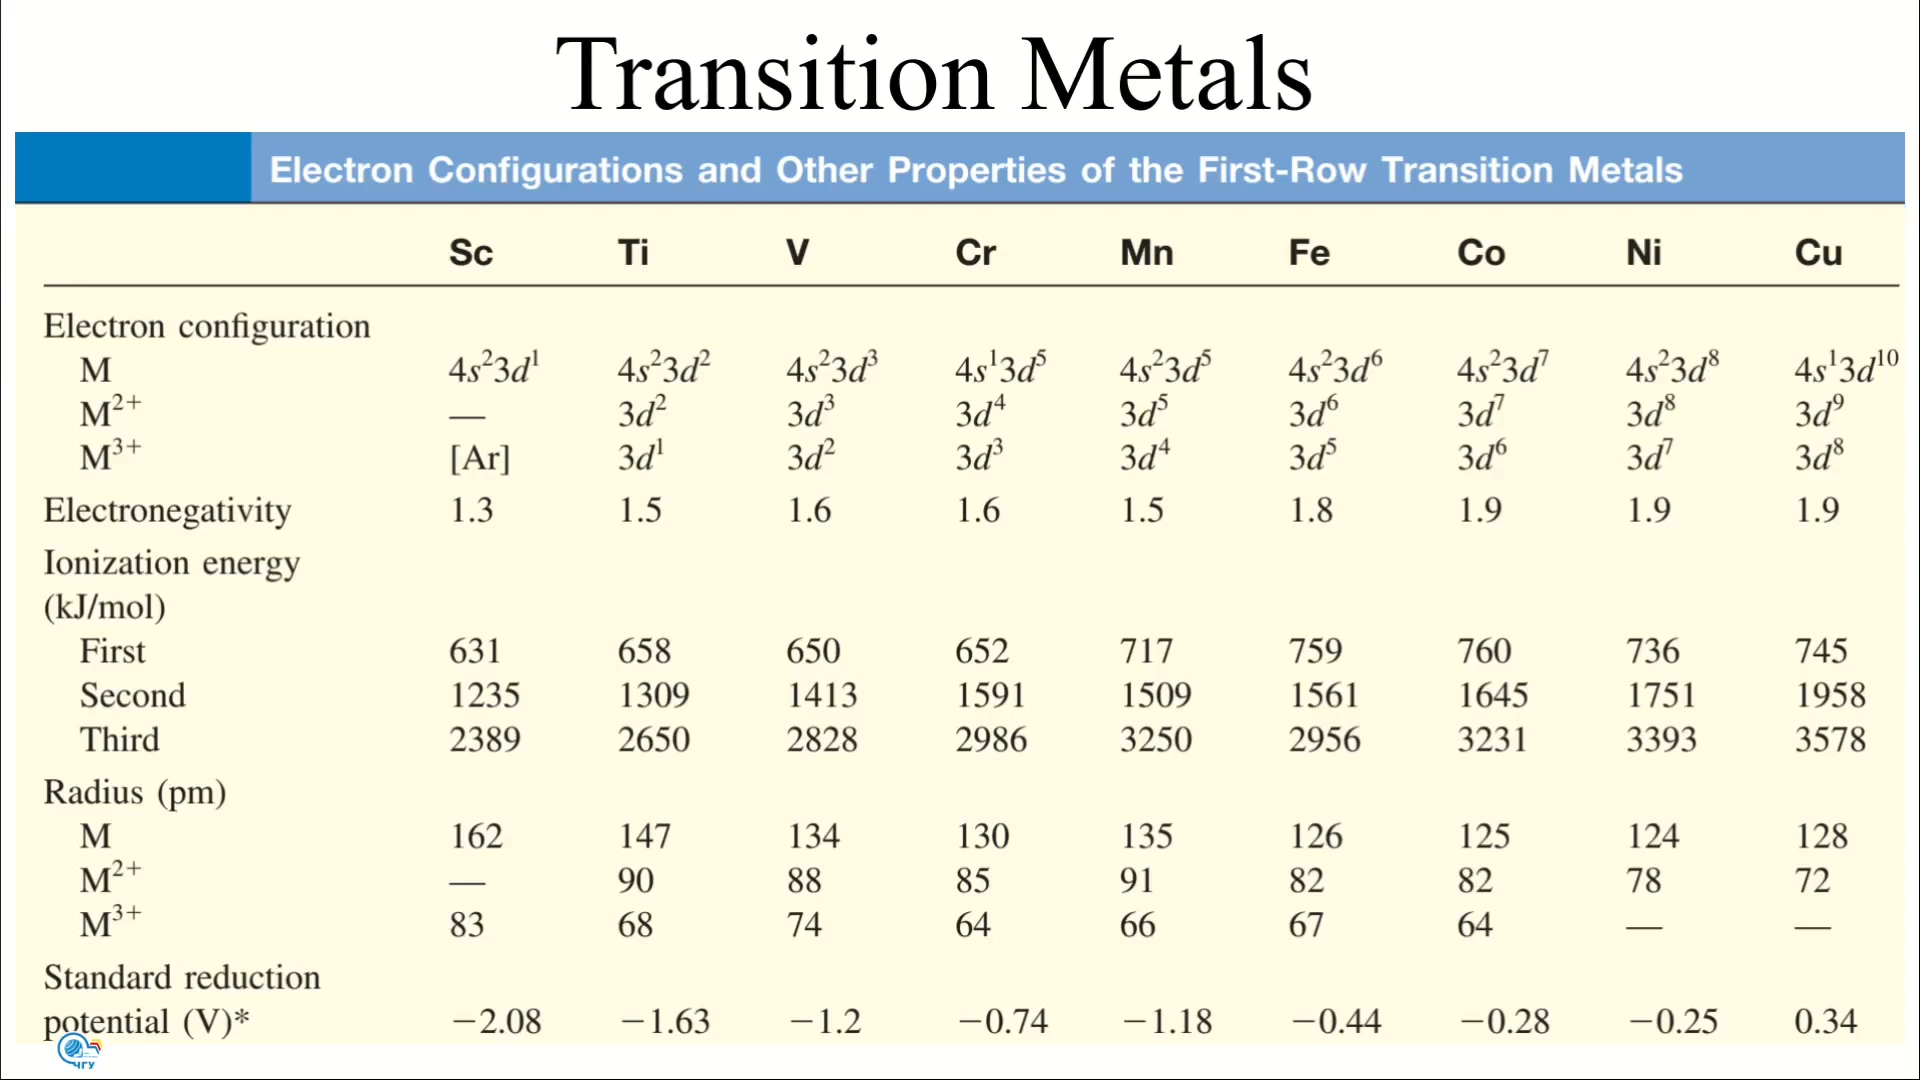 Transition Metals
Electron Configurations and Other Properties of the First-Row Transition Metals
Sc Ti V Cr Mn Fe Co Ni Cu
Electron configuration
M 4s²3d¹ 4s²3d² 4s²3d³ 4s¹3d⁵ 4s²3d⁵ 4s²3d⁶ 4s²3d⁷ 4s²3d⁸ 4s¹3d¹⁰
M²⁺ — 3d² 3d³ 3d⁴ 3d⁵ 3d⁶ 3d⁷ 3d⁸ 3d⁹
M³⁺ [Ar] 3d¹ 3d² 3d³ 3d⁴ 3d⁵ 3d⁶ 3d⁷ 3d⁸
Electronegativity 1.3 1.5 1.6 1.6 1.5 1.8 1.9 1.9 1.9
Ionization energy
(kJ/mol)
First 631 658 650 652 717 759 760 736 745
Second 1235 1309 1413 1591 1509 1561 1645 1751 1958
Third 2389 2650 2828 2986 3250 2956 3231 3393 3578
Radius (pm)
M 162 147 134 130 135 126 125 124 128
M²⁺ — 90 88 85 91 82 82 78 72
M³⁺ 83 68 74 64 66 67 64 — —
Standard reduction
potential (V)* −2.08 −1.63 −1.2 −0.74 −1.18 −0.44 −0.28 −0.25 0.34
ЧГУ